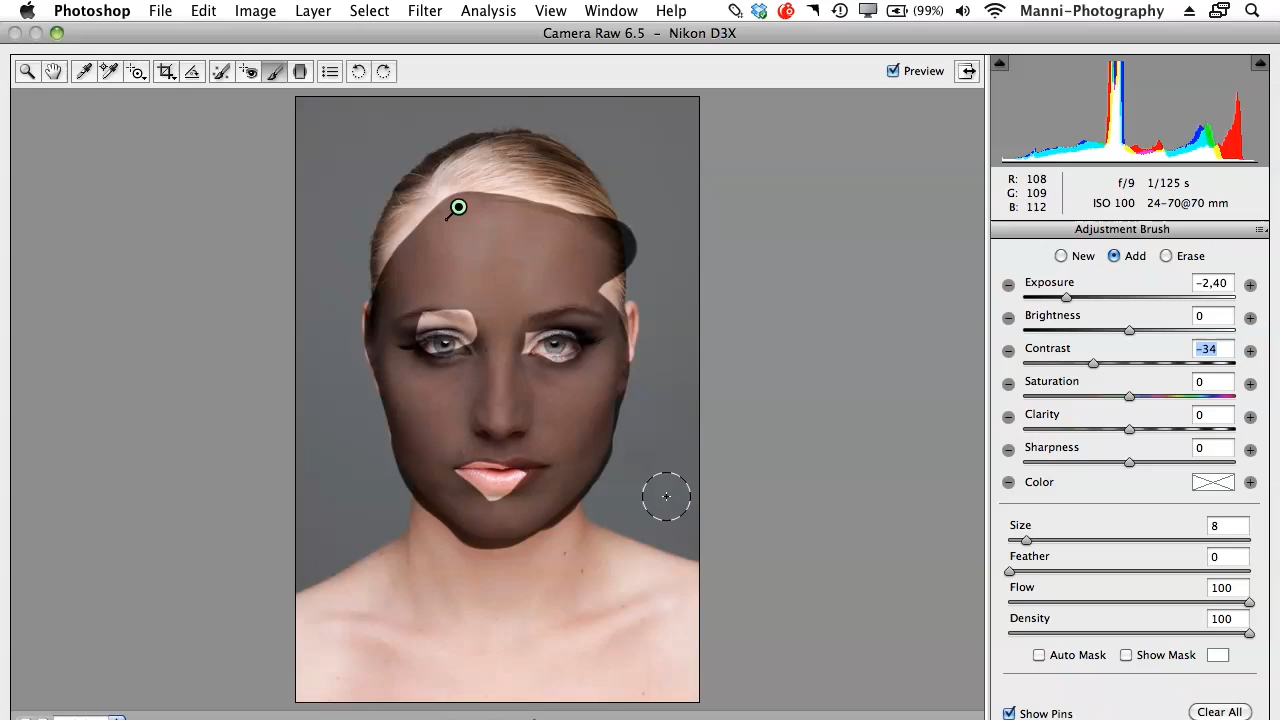 Photoshop File Edit Image Layer Select Filter Analysis View Window Help (99%) Manni-Photography
Camera Raw 6.5 – Nikon D3X
Preview
R: 108
G: 109
B: 112
f/9 1/125 s
ISO 100 24-70@70 mm
Adjustment Brush
New Add Erase
Exposure -2,40
Brightness 0
Contrast -34
Saturation 0
Clarity 0
Sharpness 0
Color
Size 8
Feather 0
Flow 100
Density 100
Auto Mask Show Mask
Show Pins Clear All